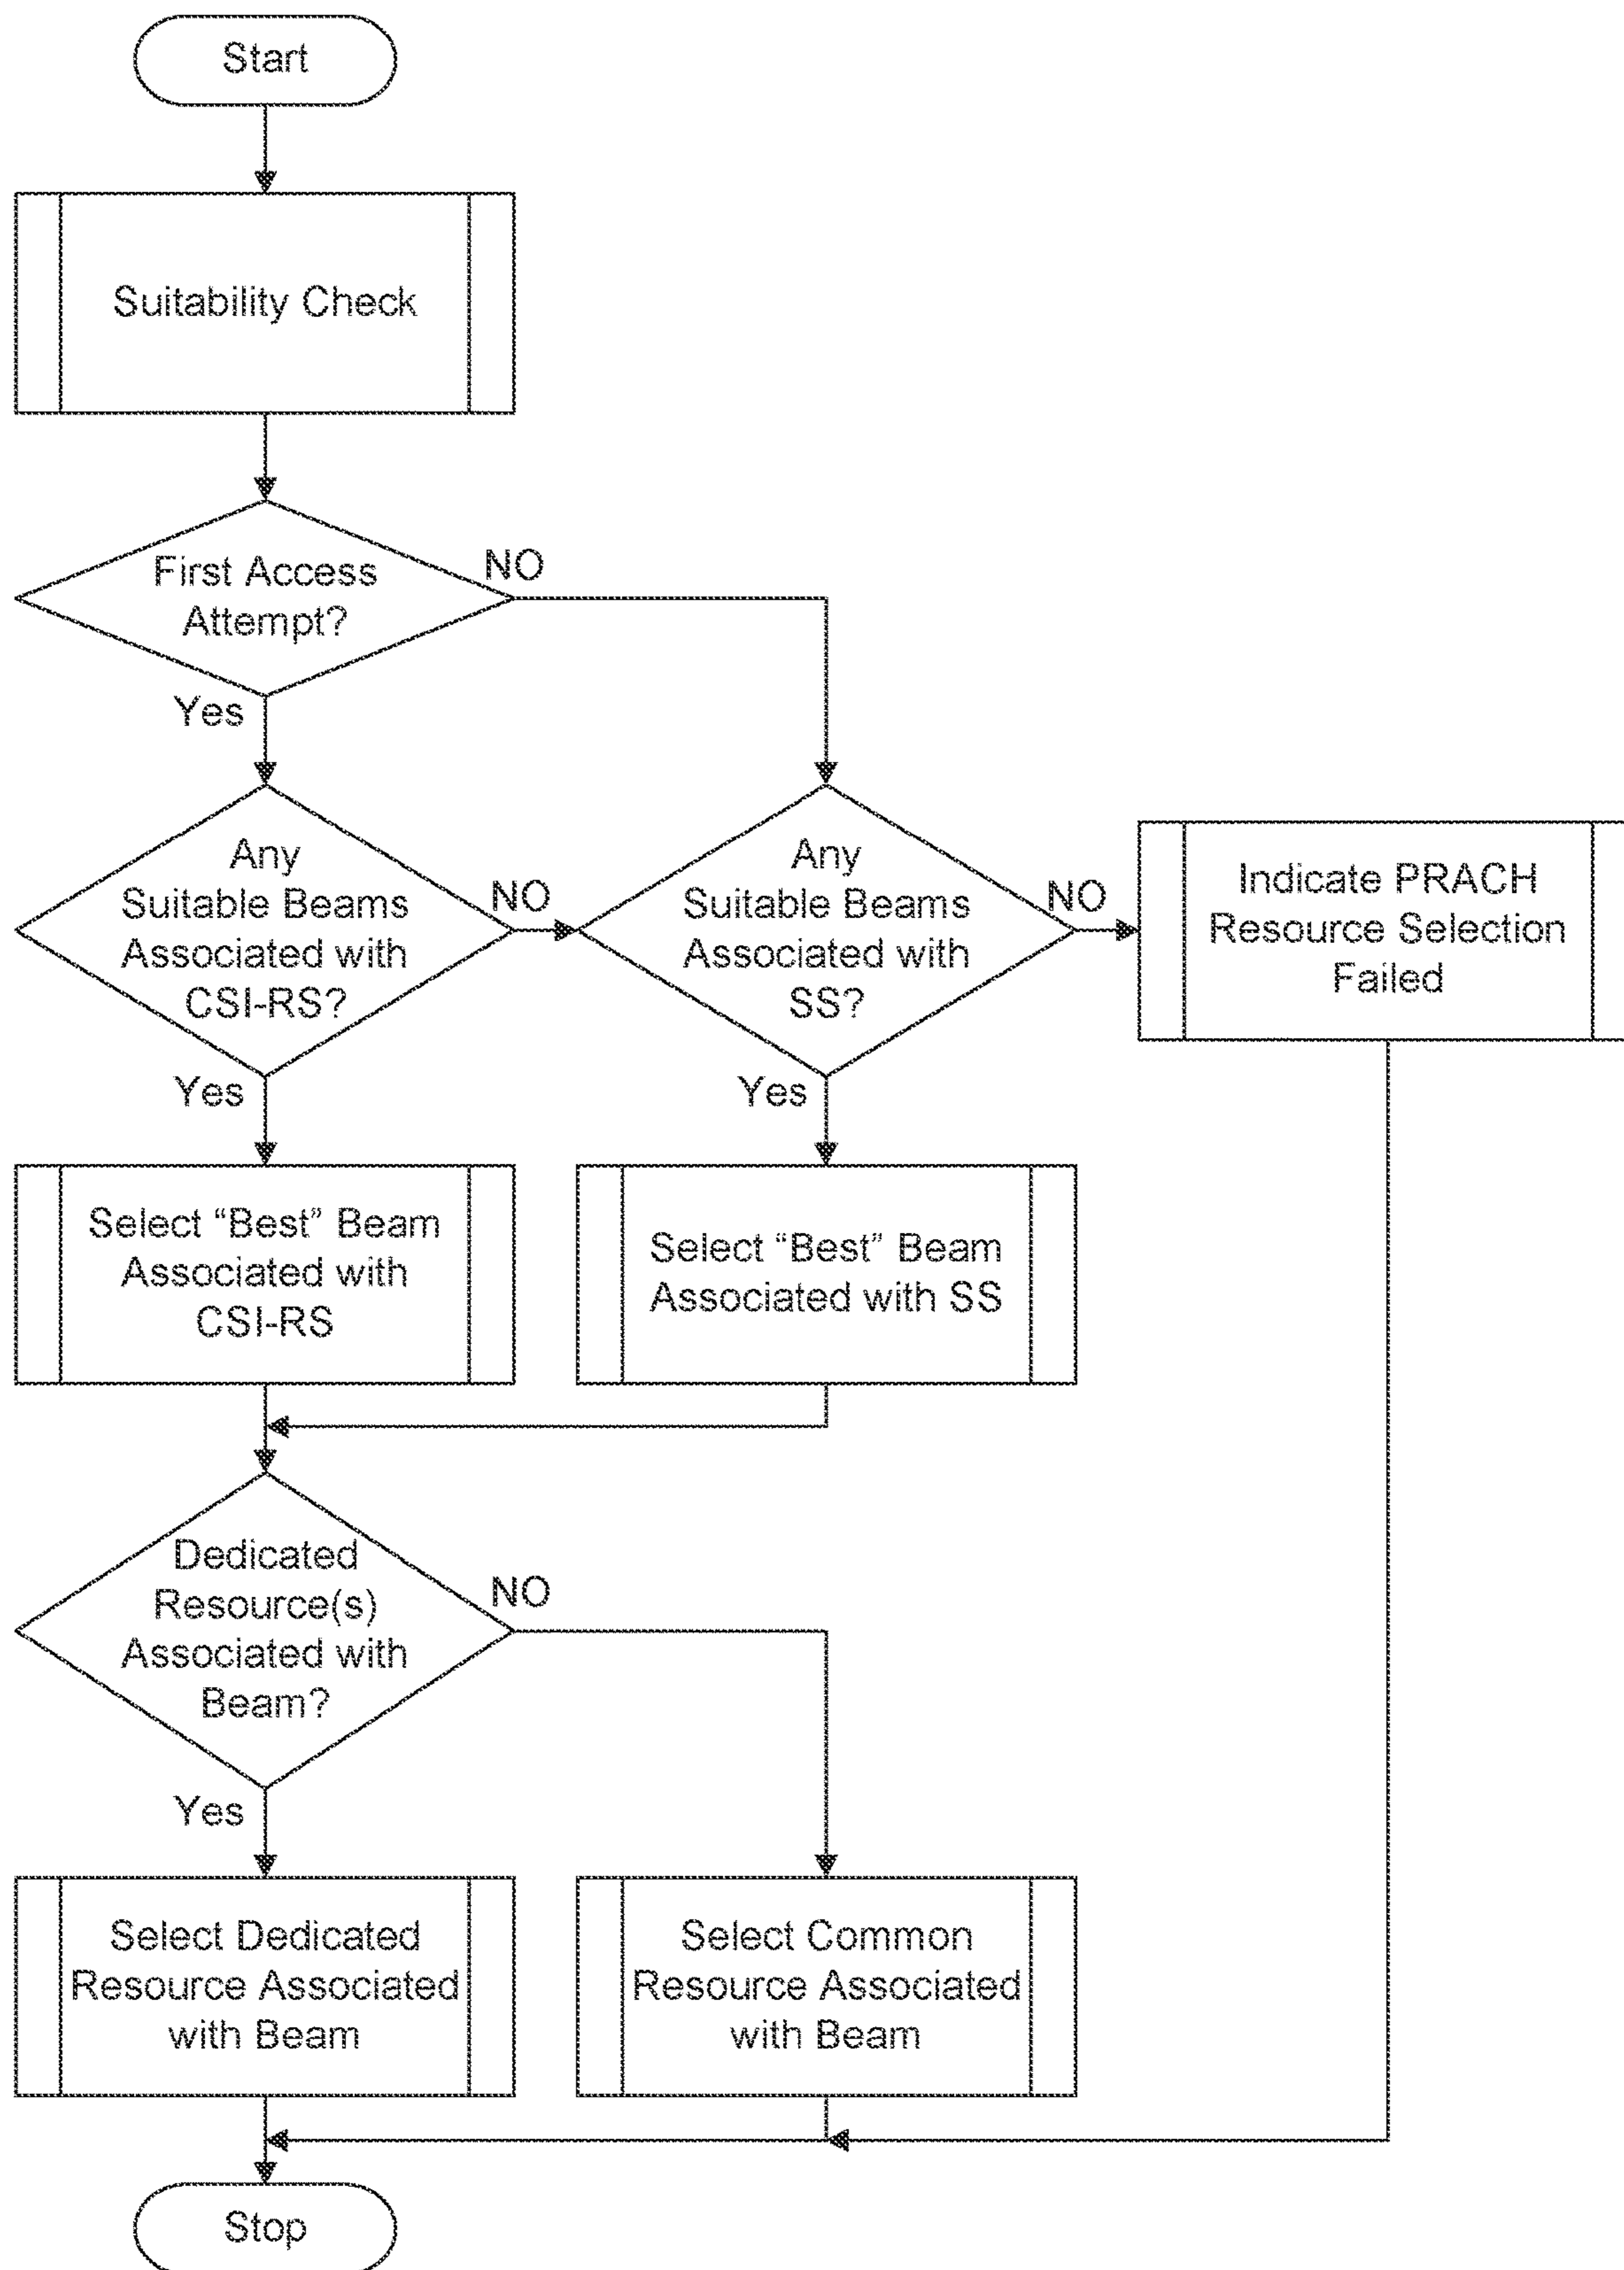 Start
Suitability Check
First Access
Attempt?
NO
Yes
Any
Suitable Beams
Associated with
CSI-RS?
NO
Yes
Any
Suitable Beams
Associated with
SS?
NO
Yes
Indicate PRACH
Resource Selection
Failed
Select “Best” Beam
Associated with
CSI-RS
Select “Best” Beam
Associated with SS
Dedicated
Resource(s)
Associated with
Beam?
NO
Yes
Select Dedicated
Resource Associated
with Beam
Select Common
Resource Associated
with Beam
Stop